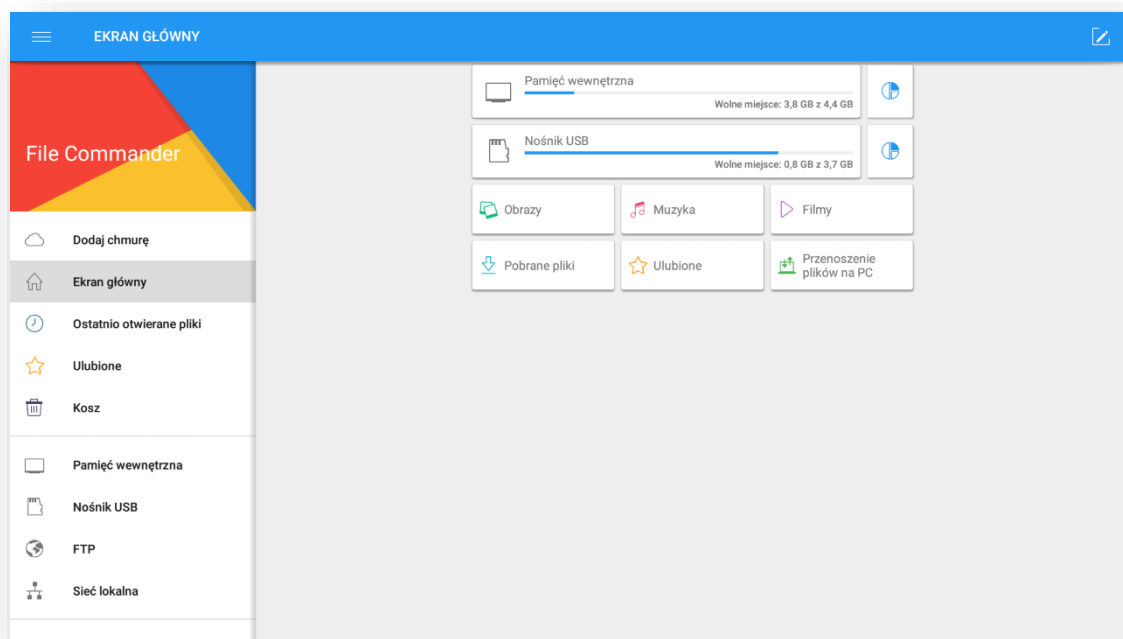 EKRAN GŁÓWNY
File Commander
Dodaj chmurę
Ekran główny
Ostatnio otwierane pliki
Ulubione
Kosz
Pamięć wewnętrzna
Nośnik USB
FTP
Sieć lokalna
Pamięć wewnętrzna
Wolne miejsce: 3,8 GB z 4,4 GB
Nośnik USB
Wolne miejsce: 0,8 GB z 3,7 GB
Obrazy
Muzyka
Filmy
Pobrane pliki
Ulubione
Przenoszenie
plików na PC